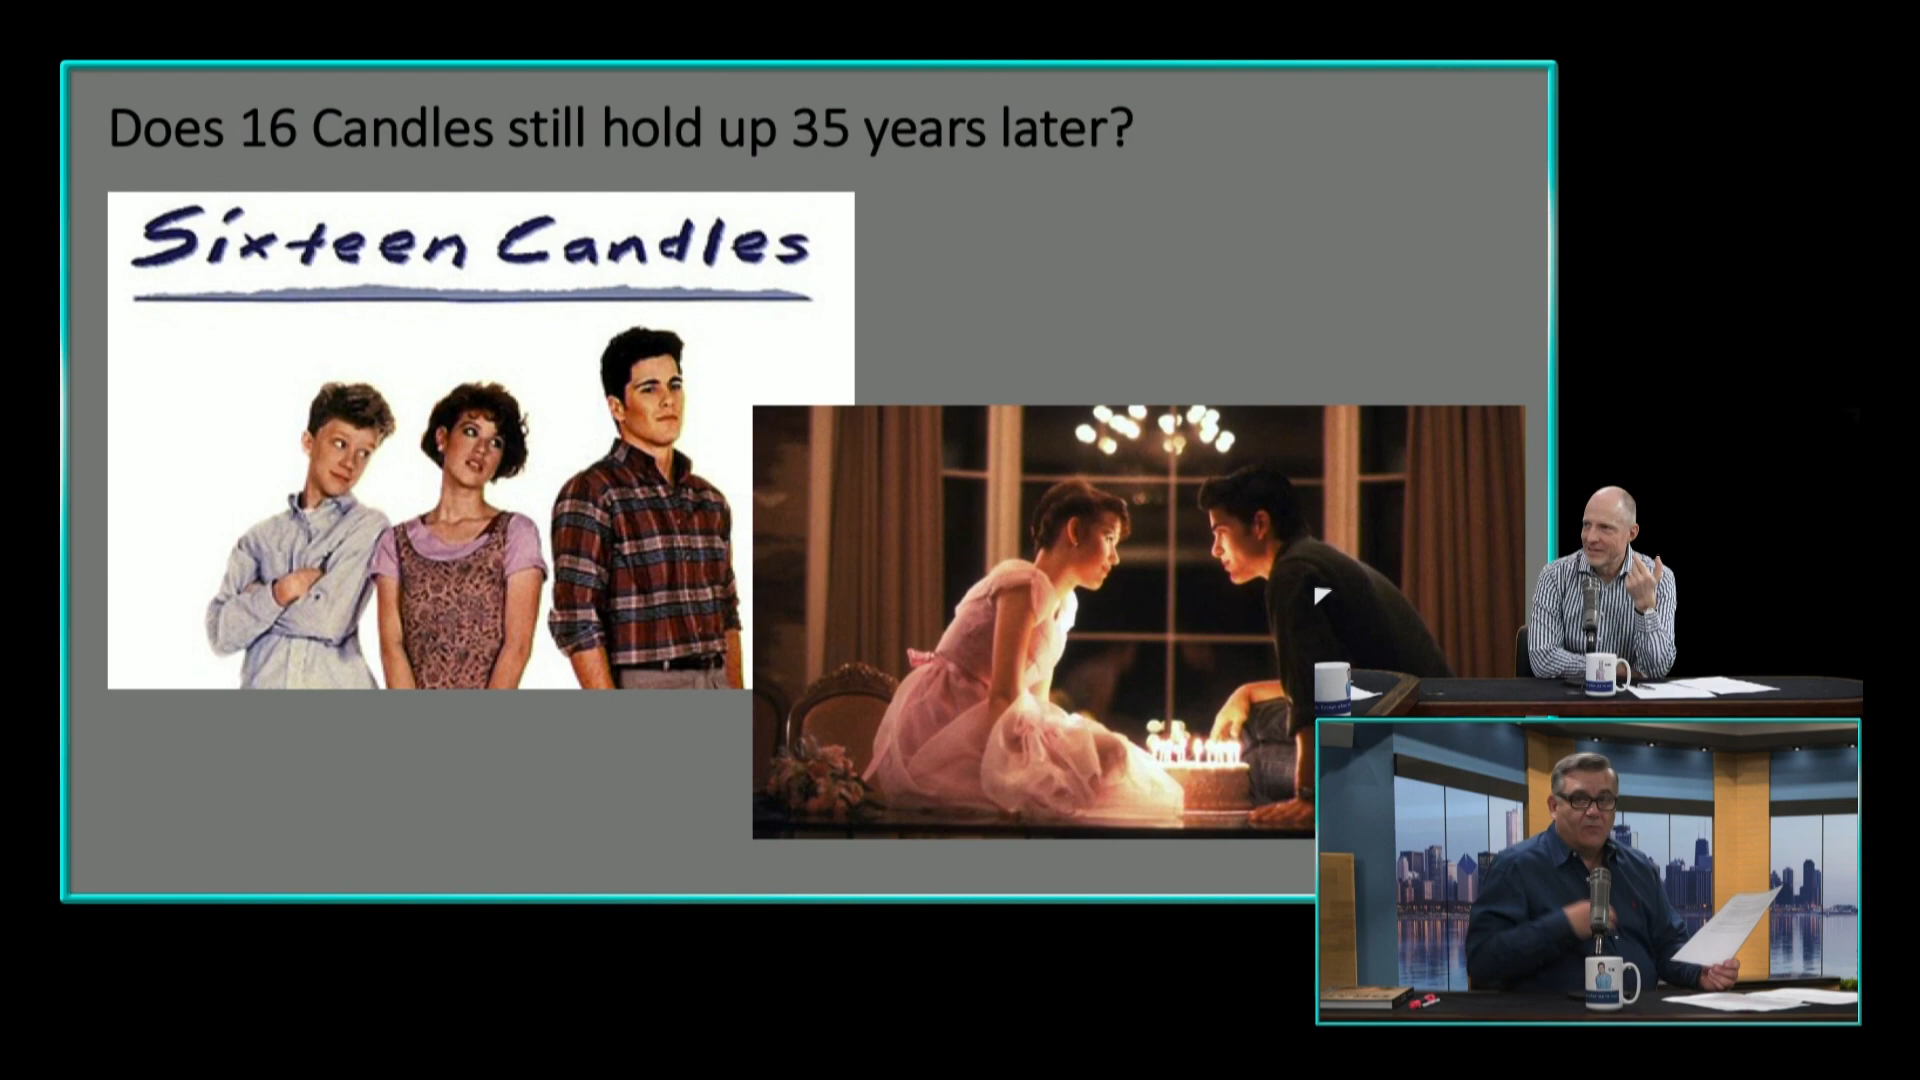 Does 16 Candles still hold up 35 years later?
Sixteen Candles